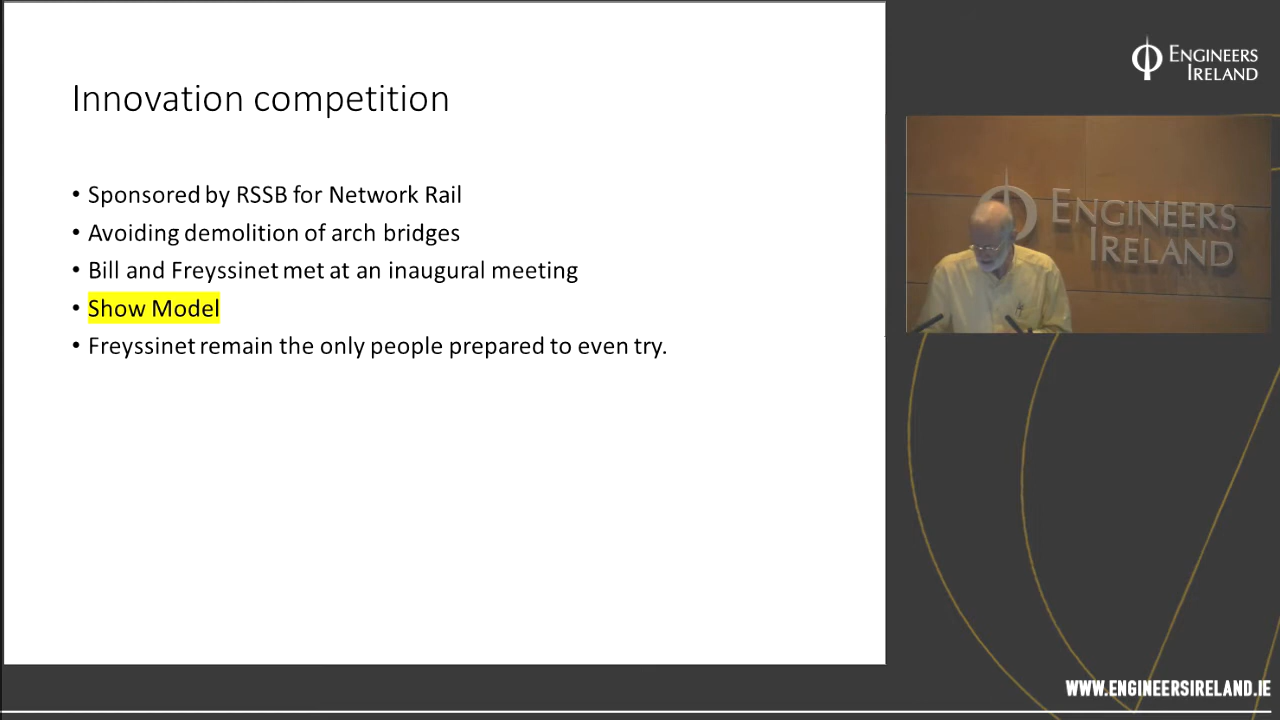 Innovation competition
• Sponsored by RSSB for Network Rail
• Avoiding demolition of arch bridges
• Bill and Freyssinet met at an inaugural meeting
• Show Model
• Freyssinet remain the only people prepared to even try.
ENGINEERS
IRELAND
ENGINEERS
IRELAND
WWW.ENGINEERSIRELAND.IE